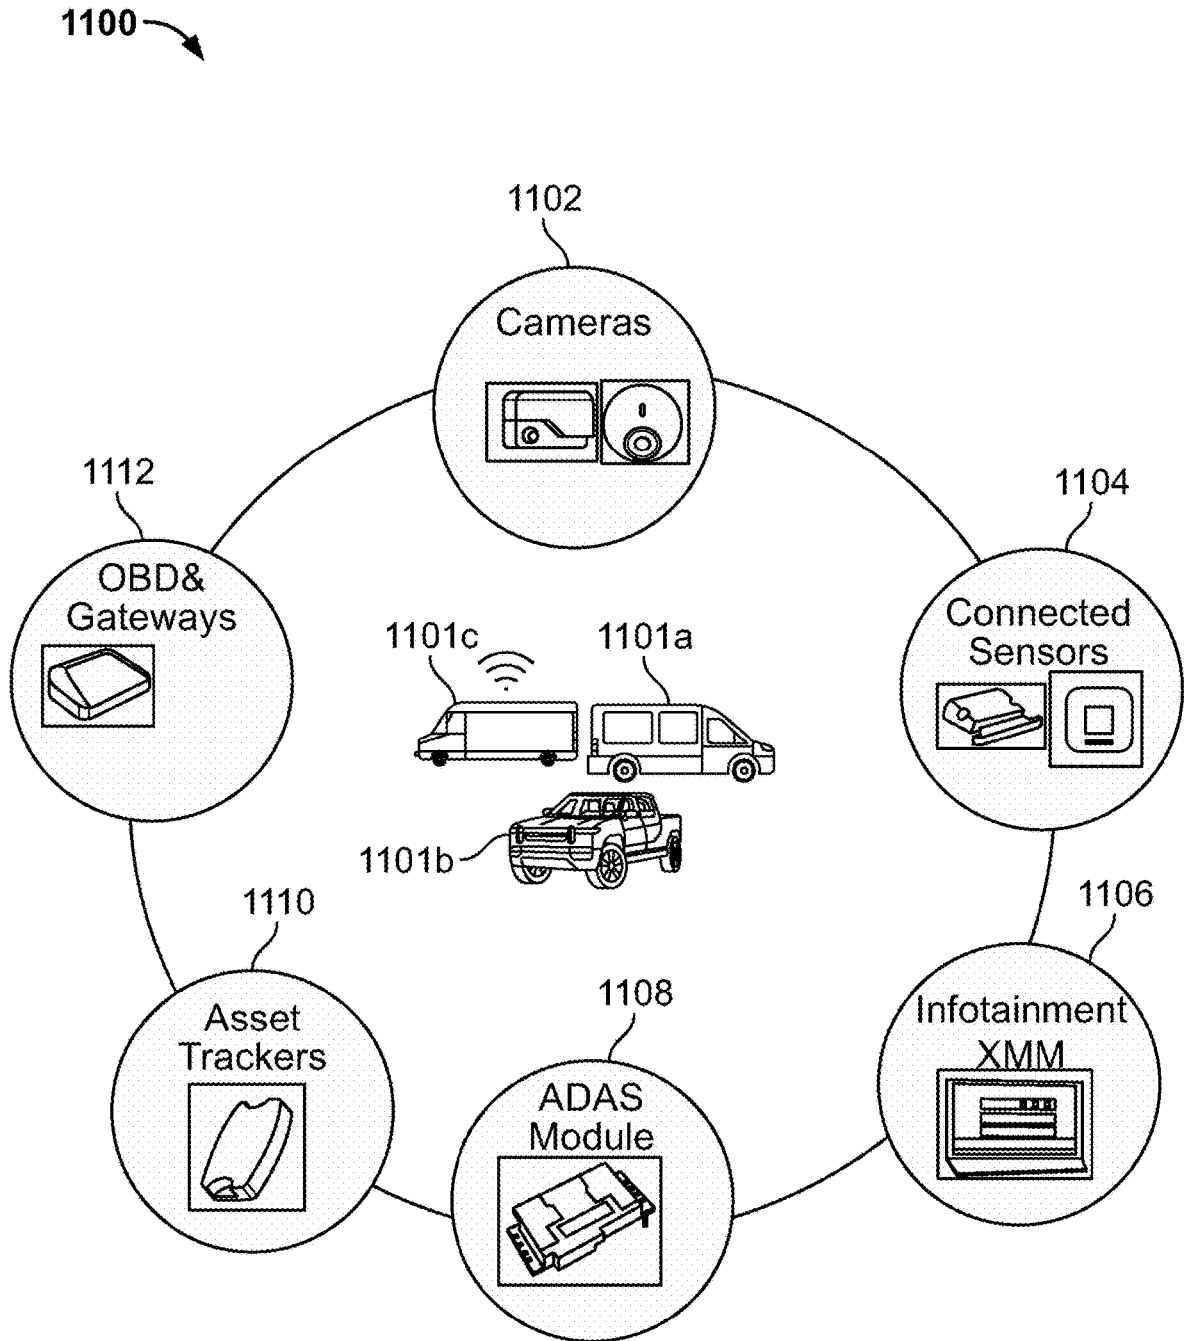 1100
1102
Cameras
1112
OBD&
Gateways
1104
Connected
Sensors
1101c
1101a
1101b
1110
Asset
Trackers
1108
ADAS
Module
1106
Infotainment
XMM